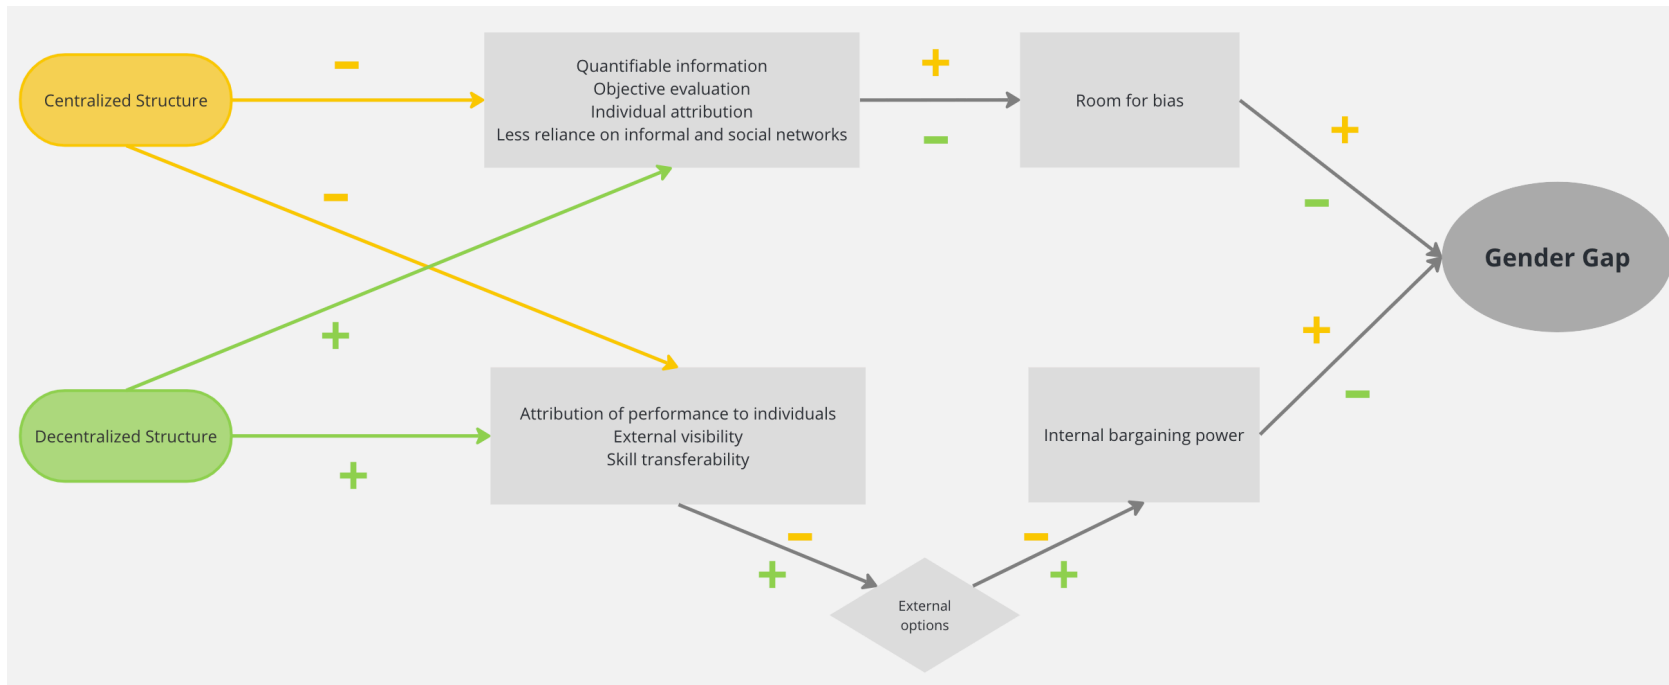 Centralized Structure
Quantifiable information
Objective evaluation
Individual attribution
Less reliance on informal and social networks
Room for bias
Gender Gap
Decentralized Structure
Attribution of performance to individuals
External visibility
Skill transferability
Internal bargaining power
External
options